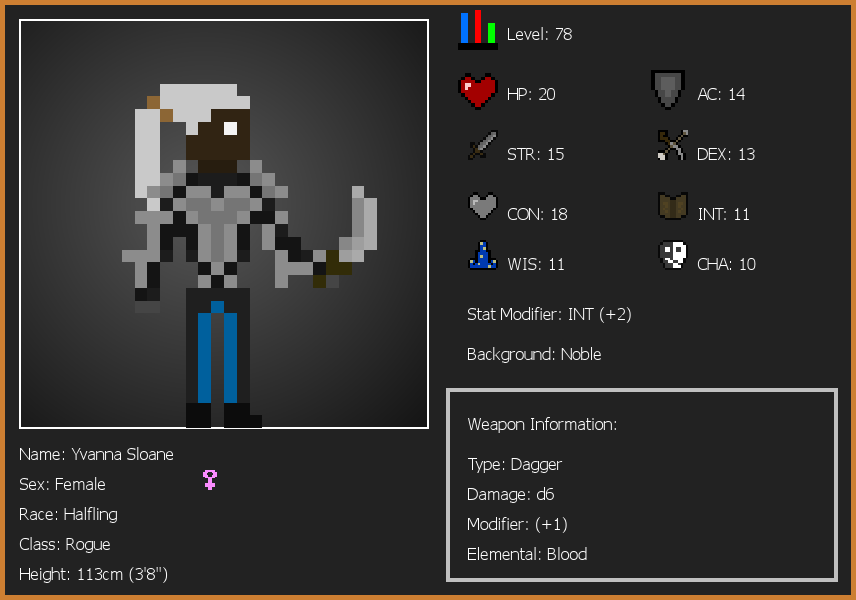 Level: 78
HP: 20
AC: 14
STR: 15
DEX: 13
CON: 18
INT: 11
WIS: 11
CHA: 10
Stat Modifier: INT (+2)
Background: Noble
Weapon Information:
Type: Dagger
Damage: d6
Modifier: (+1)
Elemental: Blood
Name: Yvanna Sloane
Sex: Female
Race: Halfling
Class: Rogue
Height: 113cm (3'8")